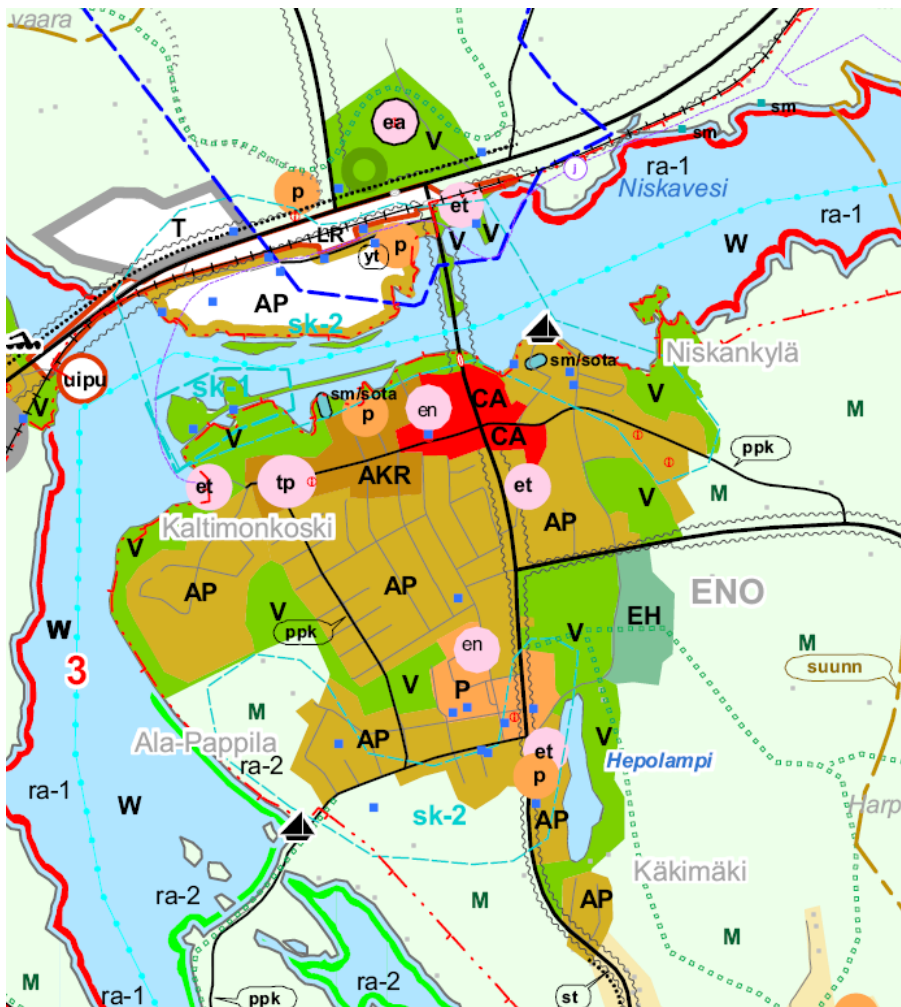 vaara
ea
V
sm
sm
ra-1
j
Niskavesi
p
et
T
ra-1
LR
V
V
p
yt
W
AP
sk-2
Niskankylä
uipu
sk-1
sm/sota
sm/sota
V
V
p
en
CA
V
M
CA
ppk
AKR
et
tp
et
M
Kaltimonkoski
V
V
AP
AP
AP
ENO
V
EH
W
ppk
V
M
en
3
suunn
V
P
M
V
Ala-Pappila
AP
et
Hepolampi
ra-2
p
ra-1
W
sk-2
AP
Harp
Käkimäki
ra-2
M
AP
M
M
ra-2
ra-1
ppk
st